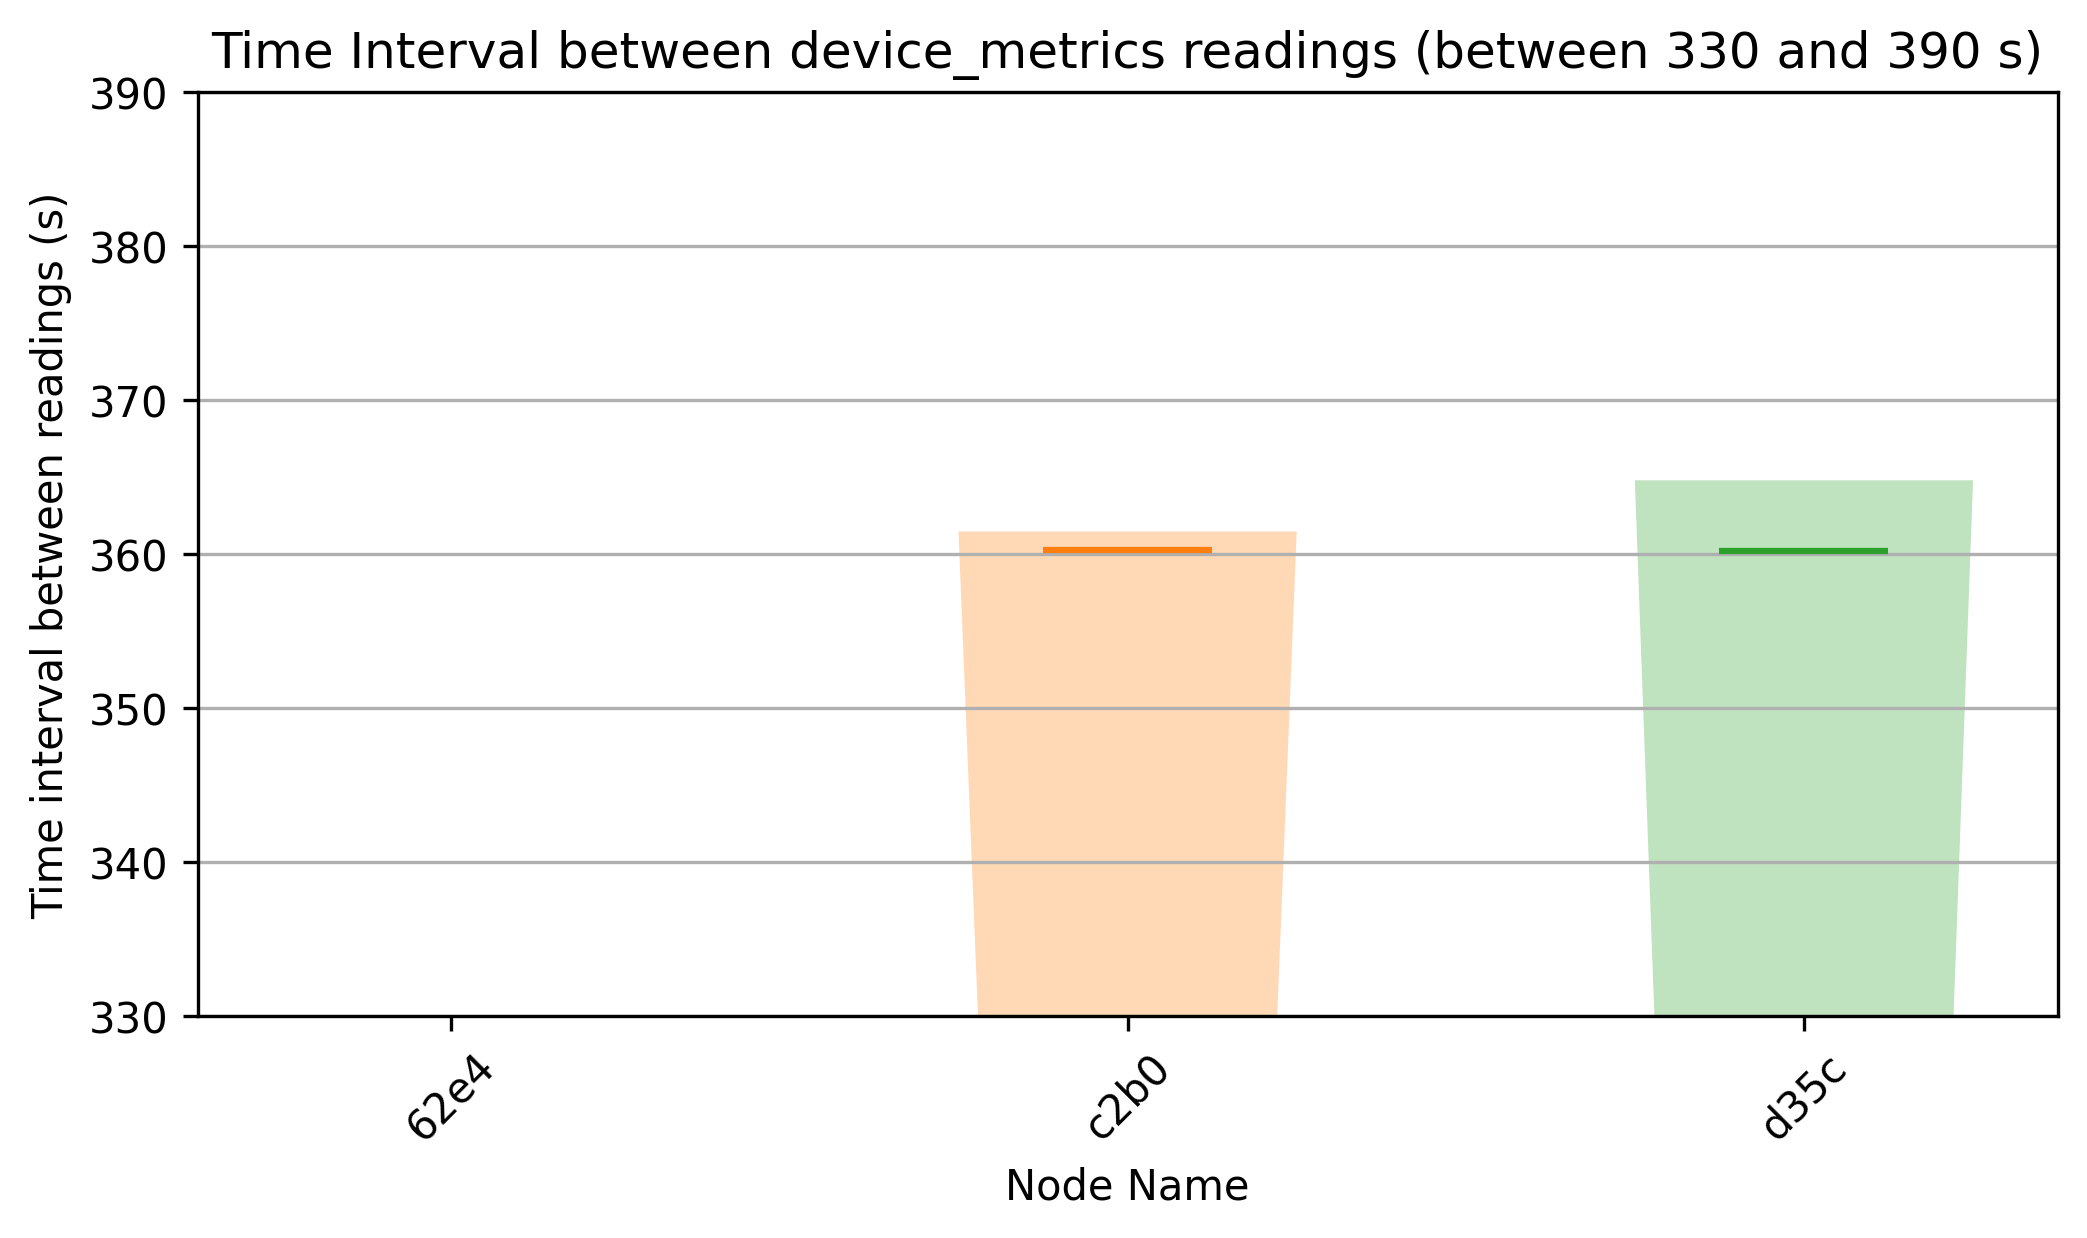 Time Interval between device_metrics readings (between 330 and 390 s)
Time interval between readings (s)
390
380
370
360
350
340
330
62e4
c2b0
d35c
Node Name